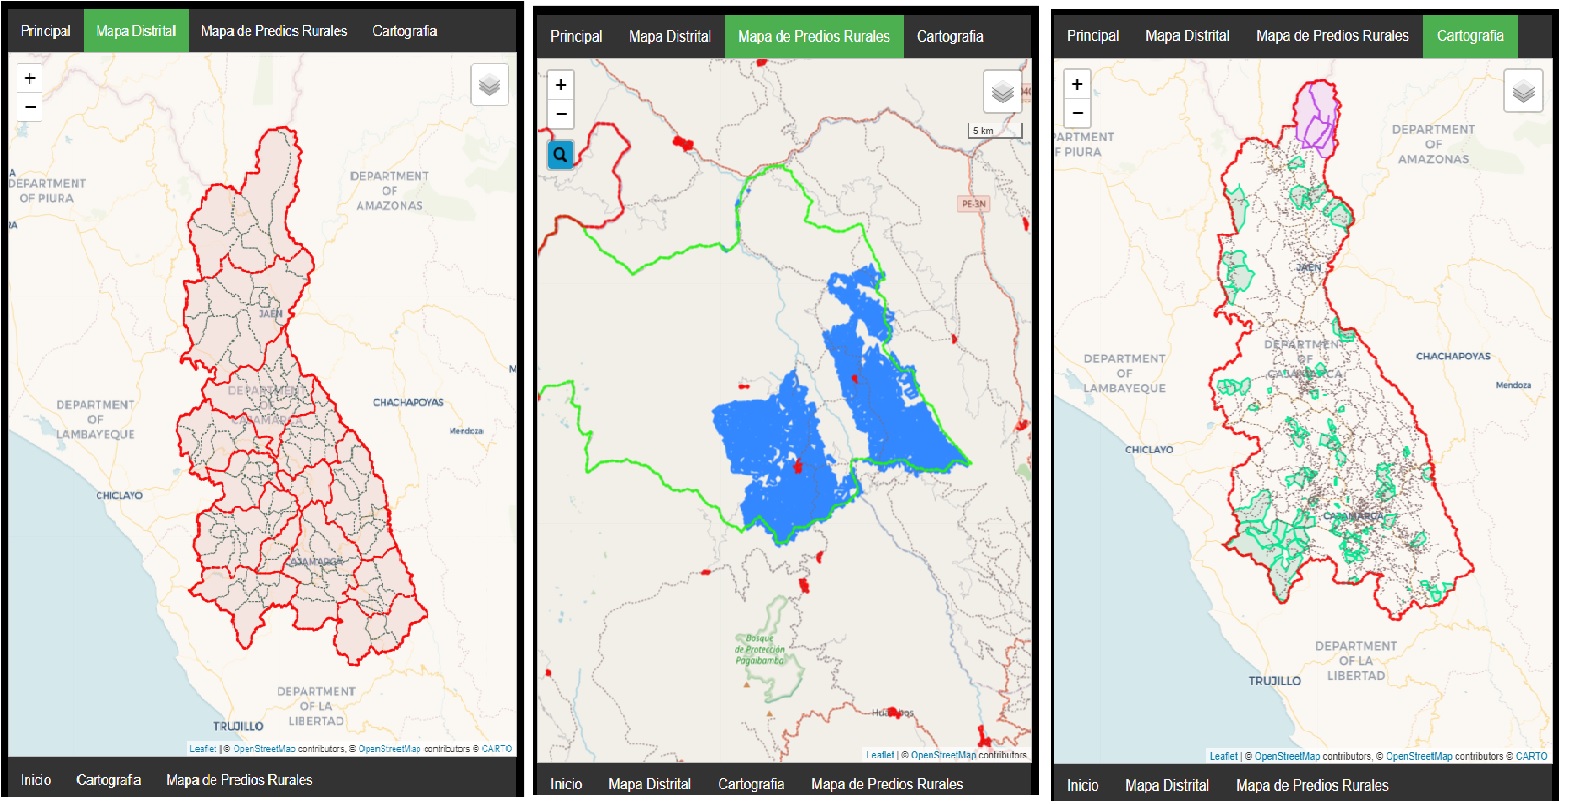 Principal Mapa Distrital Mapa de Predios Rurales Cartografia
+
−
DEPARTMENT
OF PIURA
DEPARTMENT
OF
AMAZONAS
JAÉN
DEPARTMENT
OF
CAJAMARCA
DEPARTMENT
OF
LAMBAYEQUE
CHACHAPOYAS
Mendoza
CHICLAYO
DEPARTMENT
OF LA
LIBERTAD
TRUJILLO
Leaflet | © OpenStreetMap contributors, © OpenStreetMap contributors © CARTO
Inicio Cartografia Mapa de Predios Rurales
Principal Mapa Distrital Mapa de Predios Rurales Cartografia
+
−
5 km
PE-3N
Bosque
de Protección
Pagaibamba
Leaflet | © OpenStreetMap contributors
Inicio Mapa Distrital Cartografia Mapa de Predios Rurales
Principal Mapa Distrital Mapa de Predios Rurales Cartografia
+
−
ARTMENT
F PIURA
DEPARTMENT
OF
AMAZONAS
JAÉN
DEPARTMENT
OF
CAJAMARCA
DEPARTMENT
OF
LAMBAYEQUE
CHACHAPOYAS
Mendoza
CHICLAYO
CAJAMARCA
DEPARTMENT
OF LA
LIBERTAD
TRUJILLO
Leaflet | © OpenStreetMap contributors, © OpenStreetMap contributors © CARTO
Inicio Mapa Distrital Mapa de Predios Rurales